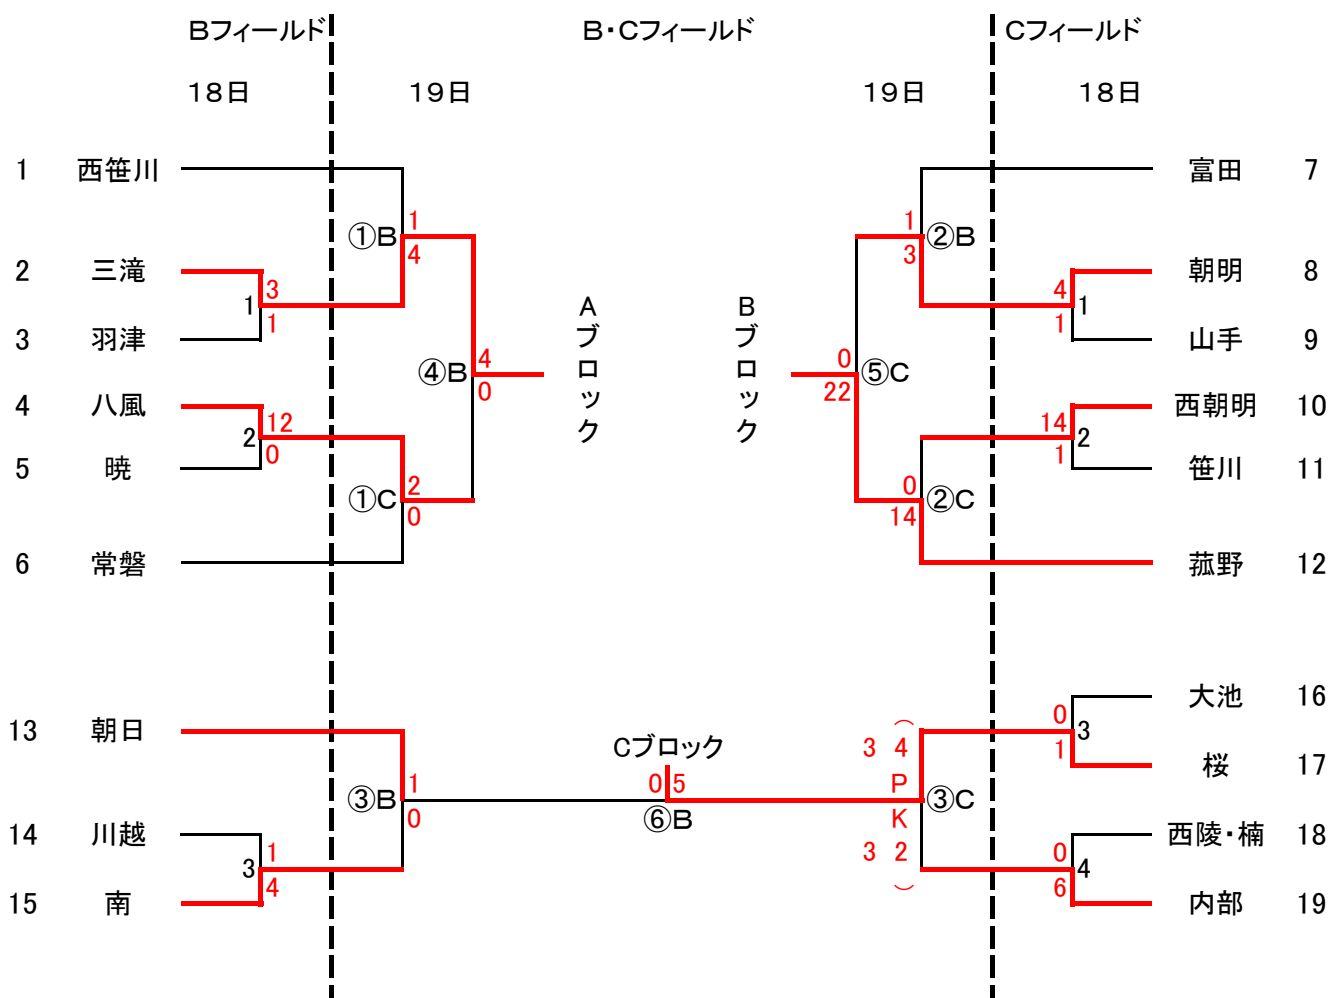 Bフィールド B・Cフィールド Cフィールド
18日 19日 19日 18日
1 西笹川 富田 7
①B 1 4 1 3 ②B
2 三滝 朝明 8
1 3 1 4 1 1
3 羽津 山手 9
Aブロック Bブロック
④B 4 0 0 22 ⑤C
4 八風 西朝明 10
2 12 0 14 1 2
5 暁 笹川 11
①C 2 0 0 14 ②C
6 常磐 菰野 12
大池 16
0 1 3
13 朝日 桜 17
Cブロック
③B 1 0 0 5 3 (4 PK 2) 3 ③C
⑥B
14 川越 西陵・楠 18
3 1 4 0 6 4
15 南 内部 19